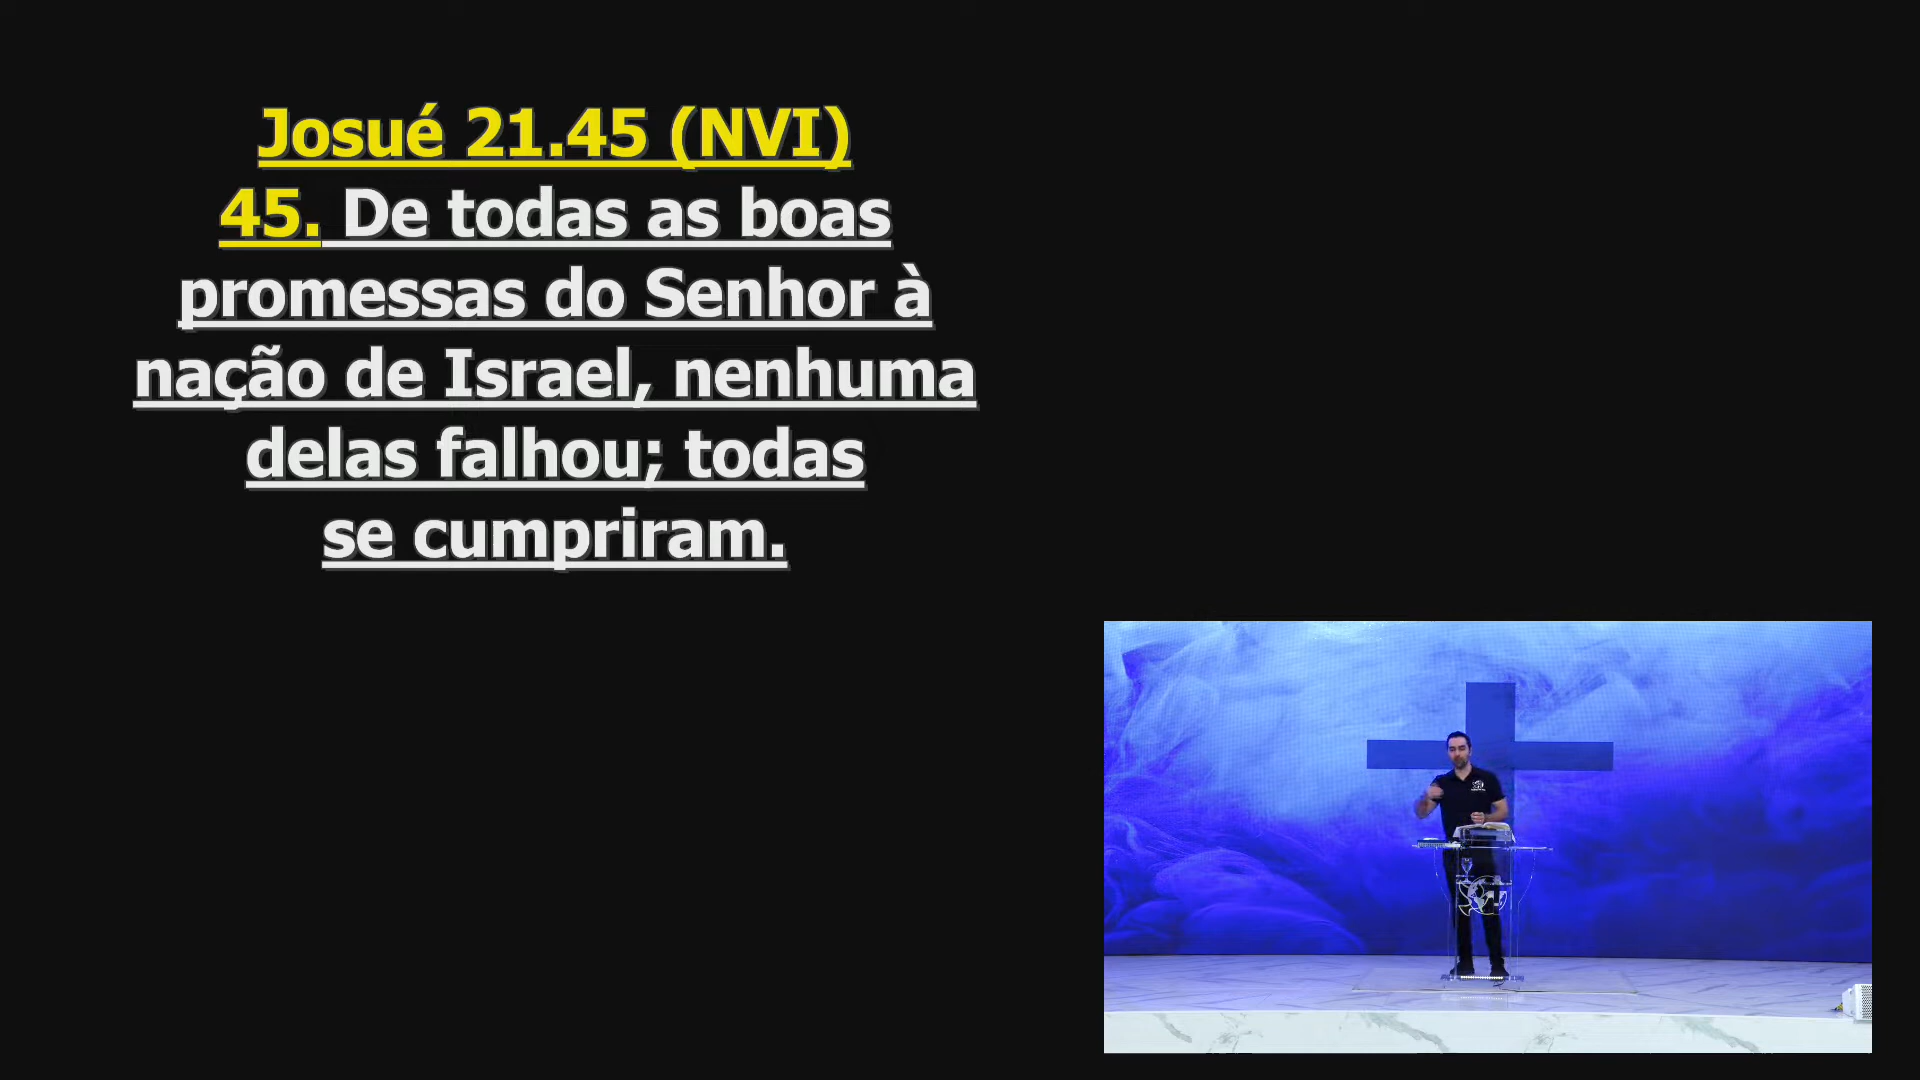 Josué 21.45 (NVI)
45. De todas as boas
promessas do Senhor à
nação de Israel, nenhuma
delas falhou; todas
se cumpriram.